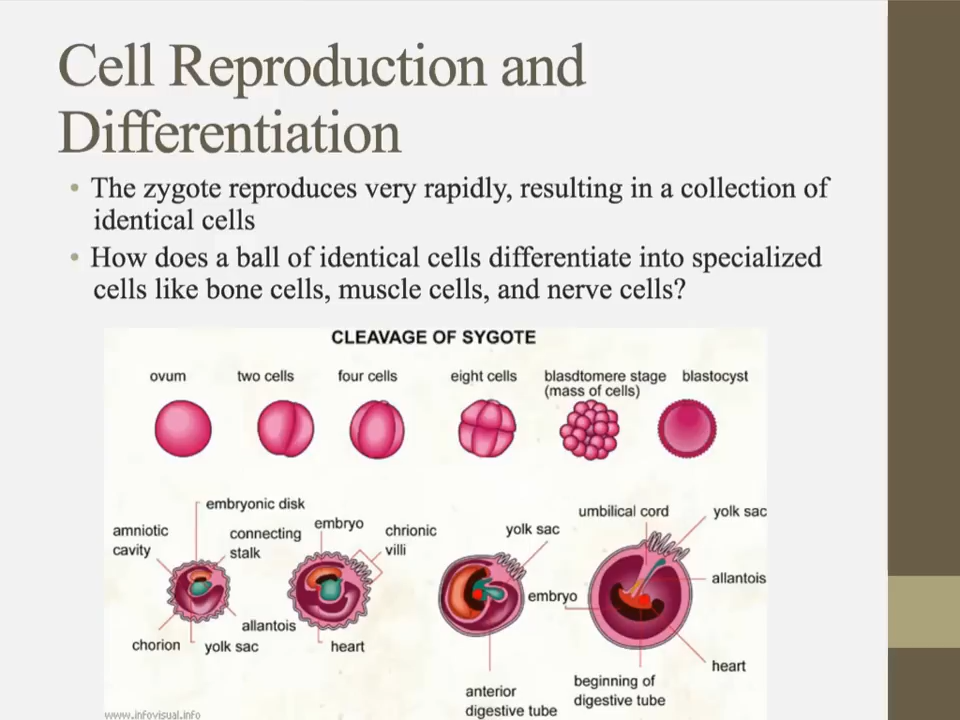 Cell Reproduction and
Differentiation
• The zygote reproduces very rapidly, resulting in a collection of
identical cells
• How does a ball of identical cells differentiate into specialized
cells like bone cells, muscle cells, and nerve cells?
CLEAVAGE OF SYGOTE
ovum
two cells
four cells
eight cells
blasdtomere stage
(mass of cells)
blastocyst
embryonic disk
amniotic
cavity
connecting
stalk
embryo
chrionic
villi
chorion
yolk sac
allantois
heart
yolk sac
embryo
anterior
digestive tube
umbilical cord
yolk sac
allantois
heart
beginning of
digestive tube
www.infovisual.info